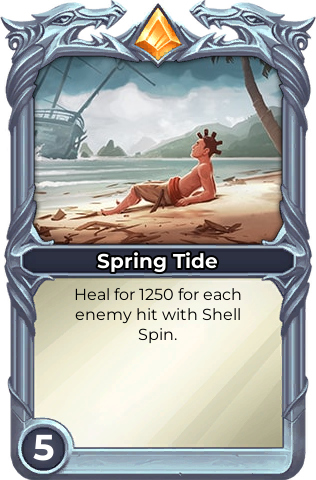 Spring Tide
Heal for 1250 for each
enemy hit with Shell
Spin.
5